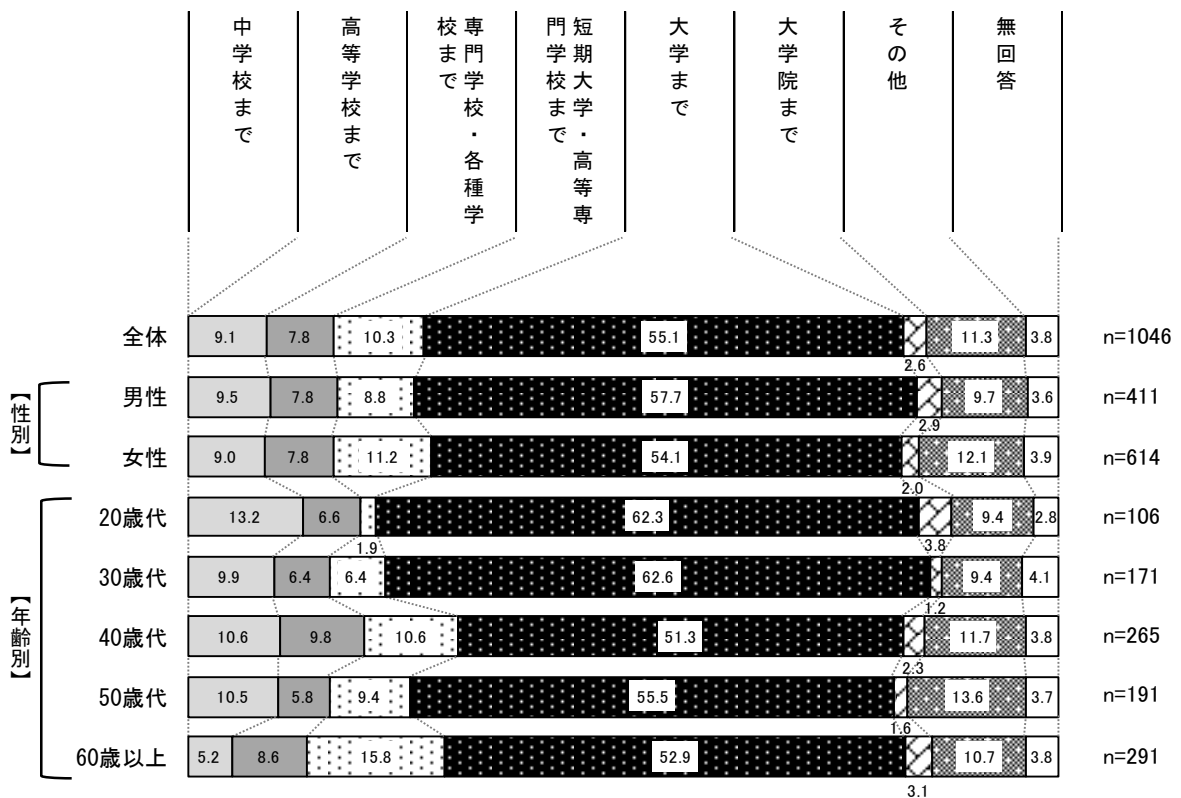 中学校まで
高等学校まで
専門学校・各種学
校まで
短期大学・高等専
門学校まで
大学まで
大学院まで
その他
無回答
全体 9.1 7.8 10.3 55.1 2.6 11.3 3.8 n=1046
【性別】
男性 9.5 7.8 8.8 57.7 2.9 9.7 3.6 n=411
女性 9.0 7.8 11.2 54.1 2.0 12.1 3.9 n=614
【年齢別】
20歳代 13.2 6.6 1.9 62.3 3.8 9.4 2.8 n=106
30歳代 9.9 6.4 6.4 62.6 1.2 9.4 4.1 n=171
40歳代 10.6 9.8 10.6 51.3 2.3 11.7 3.8 n=265
50歳代 10.5 5.8 9.4 55.5 1.6 13.6 3.7 n=191
60歳以上 5.2 8.6 15.8 52.9 3.1 10.7 3.8 n=291